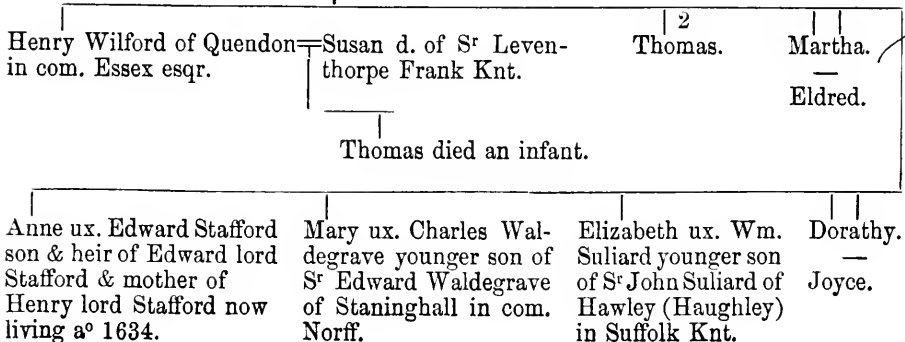 Henry Wilford of Quendon=Susan d. of Sʳ Leven-
in com. Essex esqr.
thorpe Frank Knt.
2
Thomas.
Martha.
—
Eldred.
Thomas died an infant.
Anne ux. Edward Stafford
son & heir of Edward lord
Stafford & mother of
Henry lord Stafford now
living aº 1634.
Mary ux. Charles Wal-
degrave younger son of
Sʳ Edward Waldegrave
of Staninghall in com.
Norff.
Elizabeth ux. Wm.
Suliard younger son
of Sʳ John Suliard of
Hawley (Haughley)
in Suffolk Knt.
Dorathy.
—
Joyce.